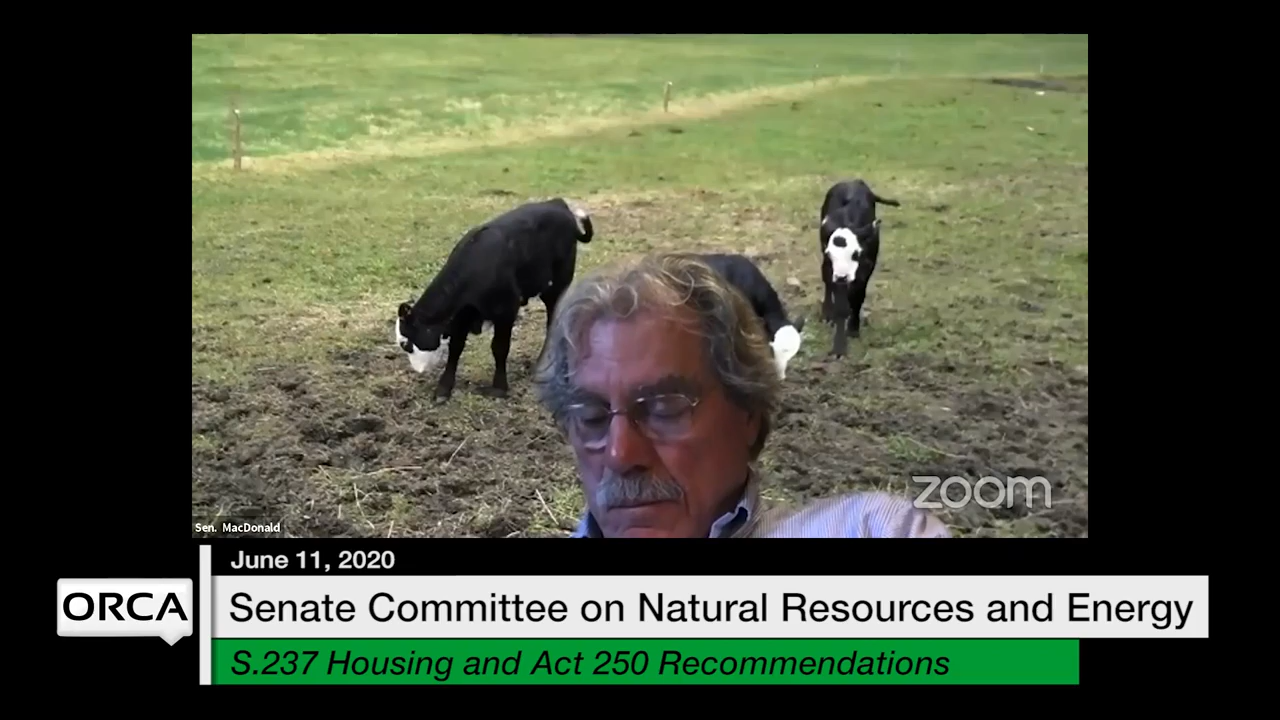 zoom
Sen. MacDonald
June 11, 2020
ORCA
Senate Committee on Natural Resources and Energy
S.237 Housing and Act 250 Recommendations